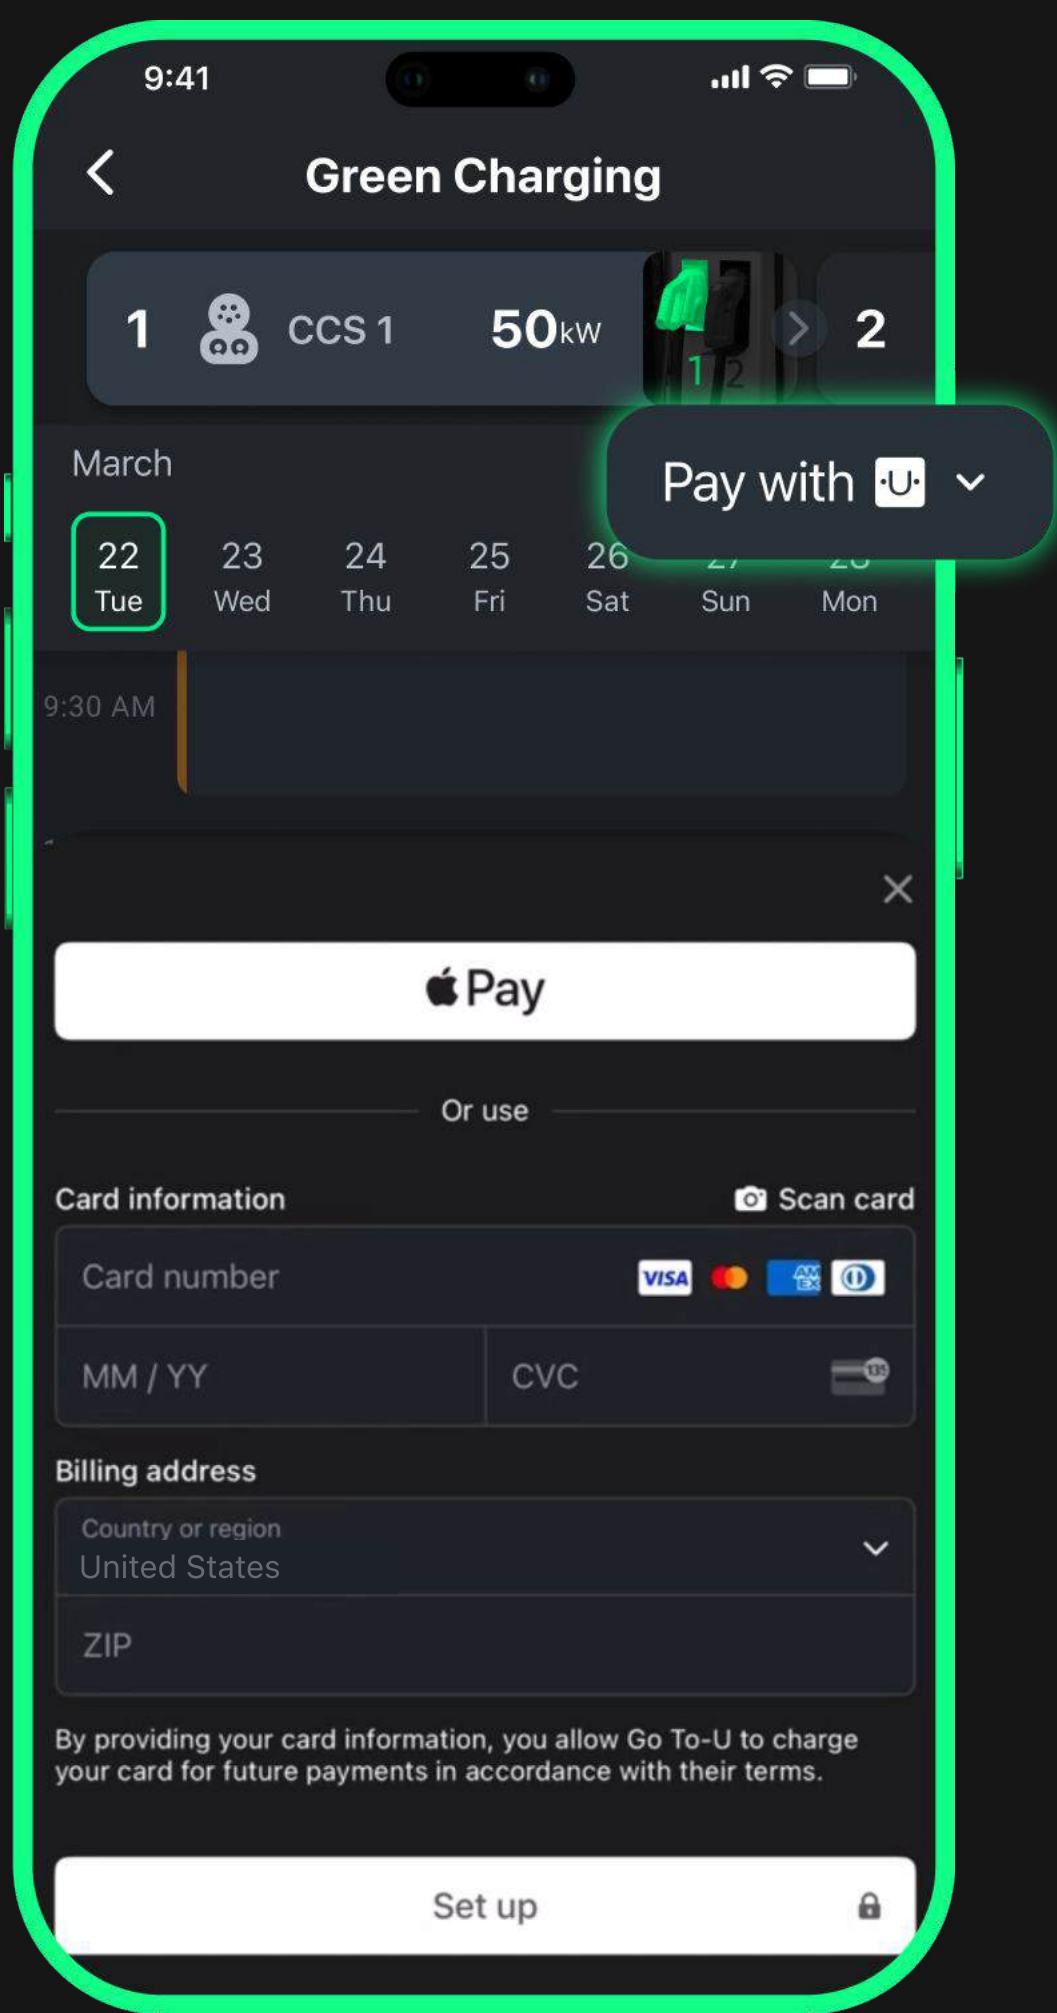 9:41
Green Charging
1 CCS 1 50kW 1 2 2
Pay with ·U·
March
22 23 24 25 26
Tue Wed Thu Fri Sat Sun Mon
9:30 AM
Pay
Or use
Card information Scan card
Card number VISA AMEX
MM / YY CVC 135
Billing address
Country or region
United States
ZIP
By providing your card information, you allow Go To-U to charge
your card for future payments in accordance with their terms.
Set up